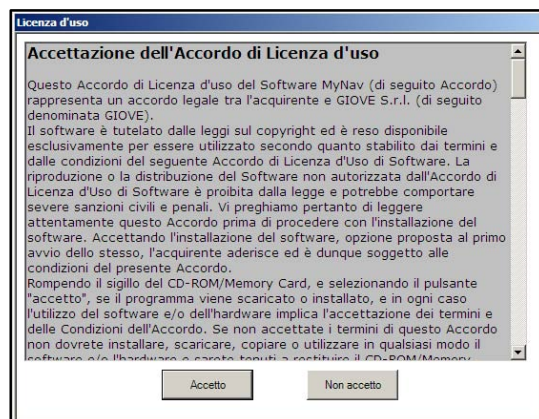 Licenza d'uso
Accettazione dell'Accordo di Licenza d'uso
Questo Accordo di Licenza d'uso del Software MyNav (di seguito Accordo)
rappresenta un accordo legale tra l'acquirente e GIOVE S.r.l. (di seguito
denominata GIOVE).
Il software è tutelato dalle leggi sul copyright ed è reso disponibile
esclusivamente per essere utilizzato secondo quanto stabilito dai termini e
dalle condizioni del seguente Accordo di Licenza d'Uso di Software. La
riproduzione o la distribuzione del Software non autorizzata dall'Accordo di
Licenza d'Uso di Software è proibita dalla legge e potrebbe comportare
severe sanzioni civili e penali. Vi preghiamo pertanto di leggere
attentamente questo Accordo prima di procedere con l'installazione del
software. Accettando l'installazione del software, opzione proposta al primo
avvio dello stesso, l'acquirente aderisce ed è dunque soggetto alle
condizioni del presente Accordo.
Rompendo il sigillo del CD-ROM/Memory Card, e selezionando il pulsante
"accetto", se il programma viene scaricato o installato, e in ogni caso
l'utilizzo del software e/o dell'hardware implica l'accettazione dei termini e
delle Condizioni dell'Accordo. Se non accettate i termini di questo Accordo
non dovrete installare, scaricare, copiare o utilizzare in qualsiasi modo il
software e/o l'hardware e sarete tenuti a restituire il CD-ROM/Memory
Accetto
Non accetto